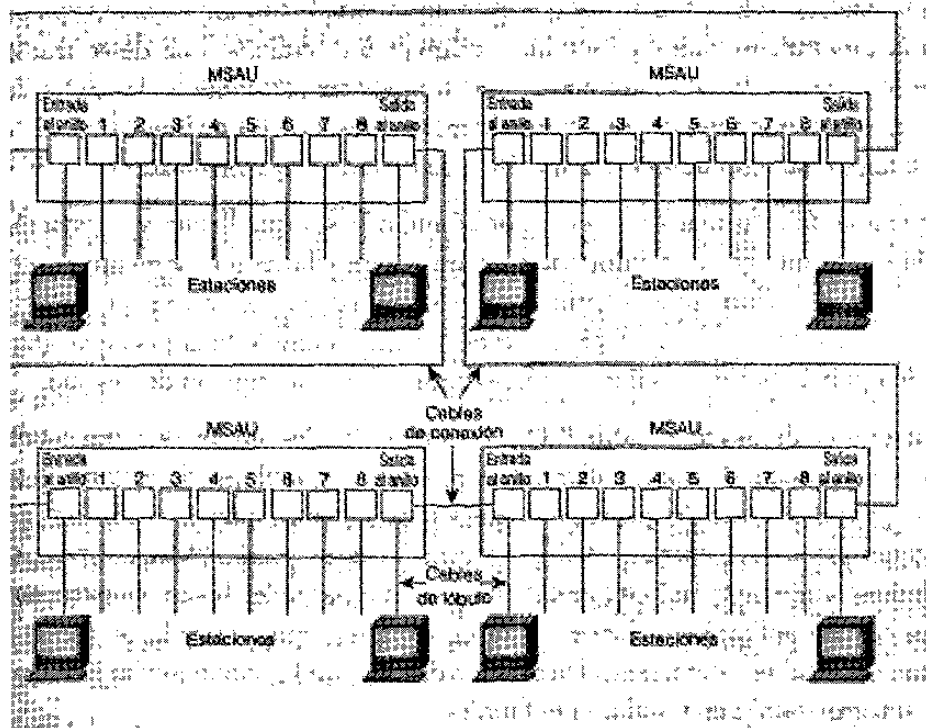 MSAU
Entrada al anillo 1 2 3 4 5 6 7 8 Salida al anillo
Estaciones
MSAU
Entrada al anillo 1 2 3 4 5 6 7 8 Salida al anillo
Estaciones
Cables
de conexión
MSAU
Entrada al anillo 1 2 3 4 5 6 7 8 Salida al anillo
Estaciones
MSAU
Entrada al anillo 1 2 3 4 5 6 7 8 Salida al anillo
Cables
de lóbulo
Estaciones